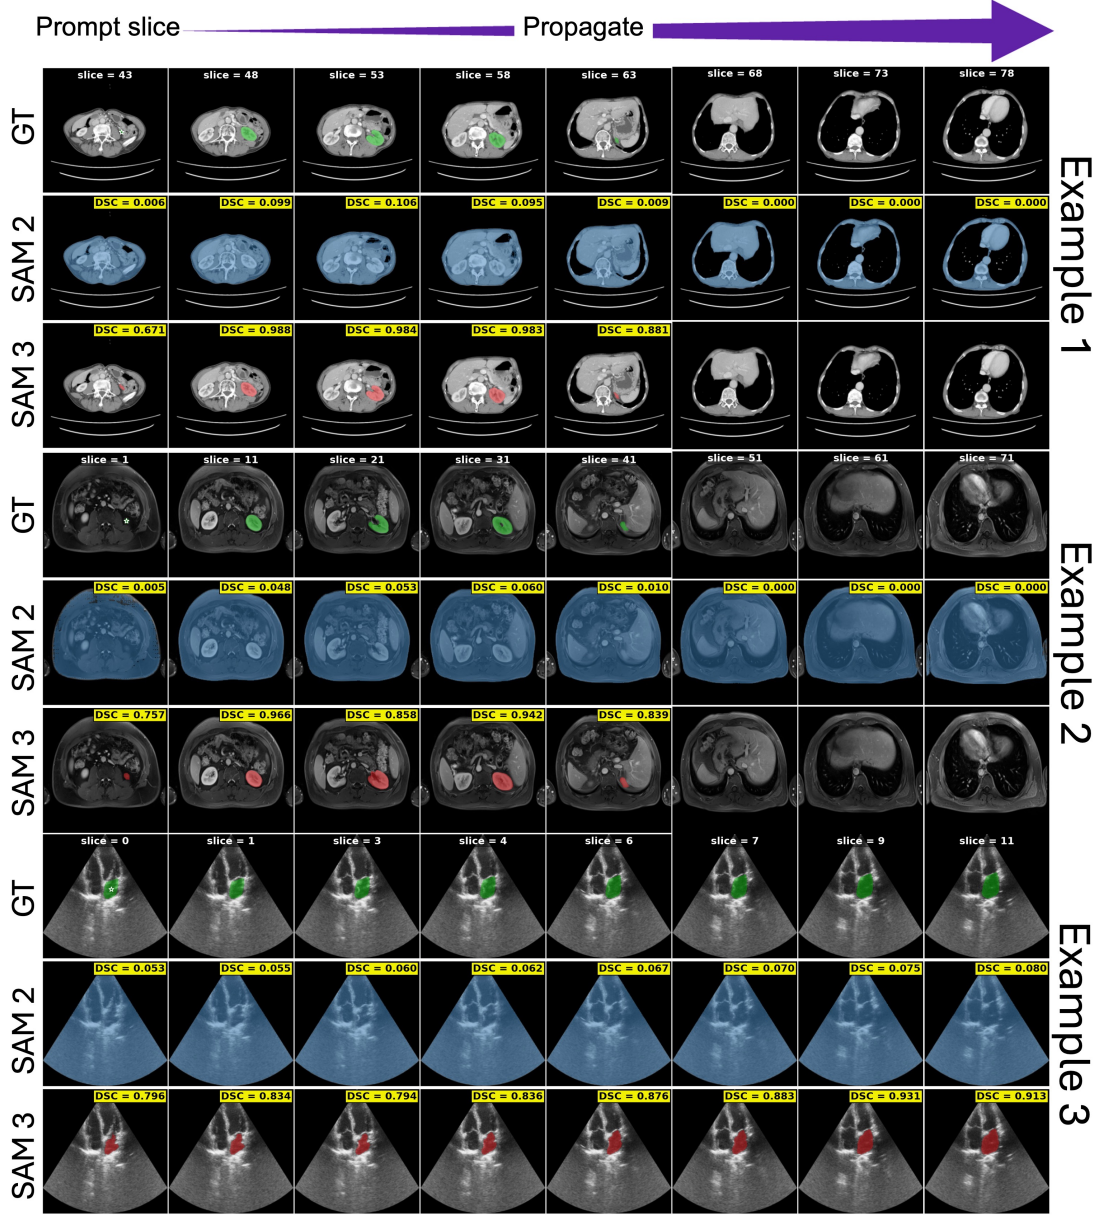 Prompt slice Propagate
GT
slice = 43 slice = 48 slice = 53 slice = 58 slice = 63 slice = 68 slice = 73 slice = 78
Example 1
SAM 2
DSC = 0.006 DSC = 0.099 DSC = 0.106 DSC = 0.095 DSC = 0.009 DSC = 0.000 DSC = 0.000 DSC = 0.000
SAM 3
DSC = 0.671 DSC = 0.988 DSC = 0.984 DSC = 0.983 DSC = 0.881
GT
slice = 1 slice = 11 slice = 21 slice = 31 slice = 41 slice = 51 slice = 61 slice = 71
Example 2
SAM 2
DSC = 0.005 DSC = 0.048 DSC = 0.053 DSC = 0.060 DSC = 0.010 DSC = 0.000 DSC = 0.000 DSC = 0.000
SAM 3
DSC = 0.757 DSC = 0.966 DSC = 0.858 DSC = 0.942 DSC = 0.839
GT
slice = 0 slice = 1 slice = 3 slice = 4 slice = 6 slice = 7 slice = 9 slice = 11
Example 3
SAM 2
DSC = 0.053 DSC = 0.055 DSC = 0.060 DSC = 0.062 DSC = 0.067 DSC = 0.070 DSC = 0.075 DSC = 0.080
SAM 3
DSC = 0.796 DSC = 0.834 DSC = 0.794 DSC = 0.836 DSC = 0.876 DSC = 0.883 DSC = 0.931 DSC = 0.913